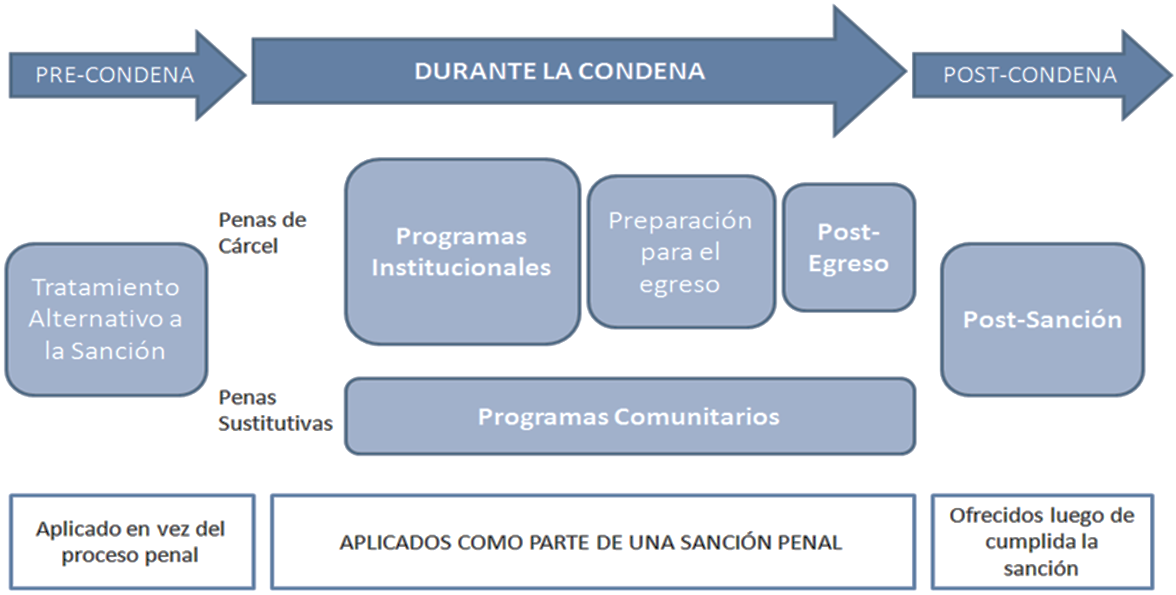 PRE-CONDENA
DURANTE LA CONDENA
POST-CONDENA
Penas de
Cárcel
Programas
Institucionales
Preparación
para el
egreso
Post-
Egreso
Tratamiento
Alternativo a
la Sanción
Post-Sanción
Penas
Sustitutivas
Programas Comunitarios
Aplicado en vez del
proceso penal
APLICADOS COMO PARTE DE UNA SANCIÓN PENAL
Ofrecidos luego de
cumplida la
sanción